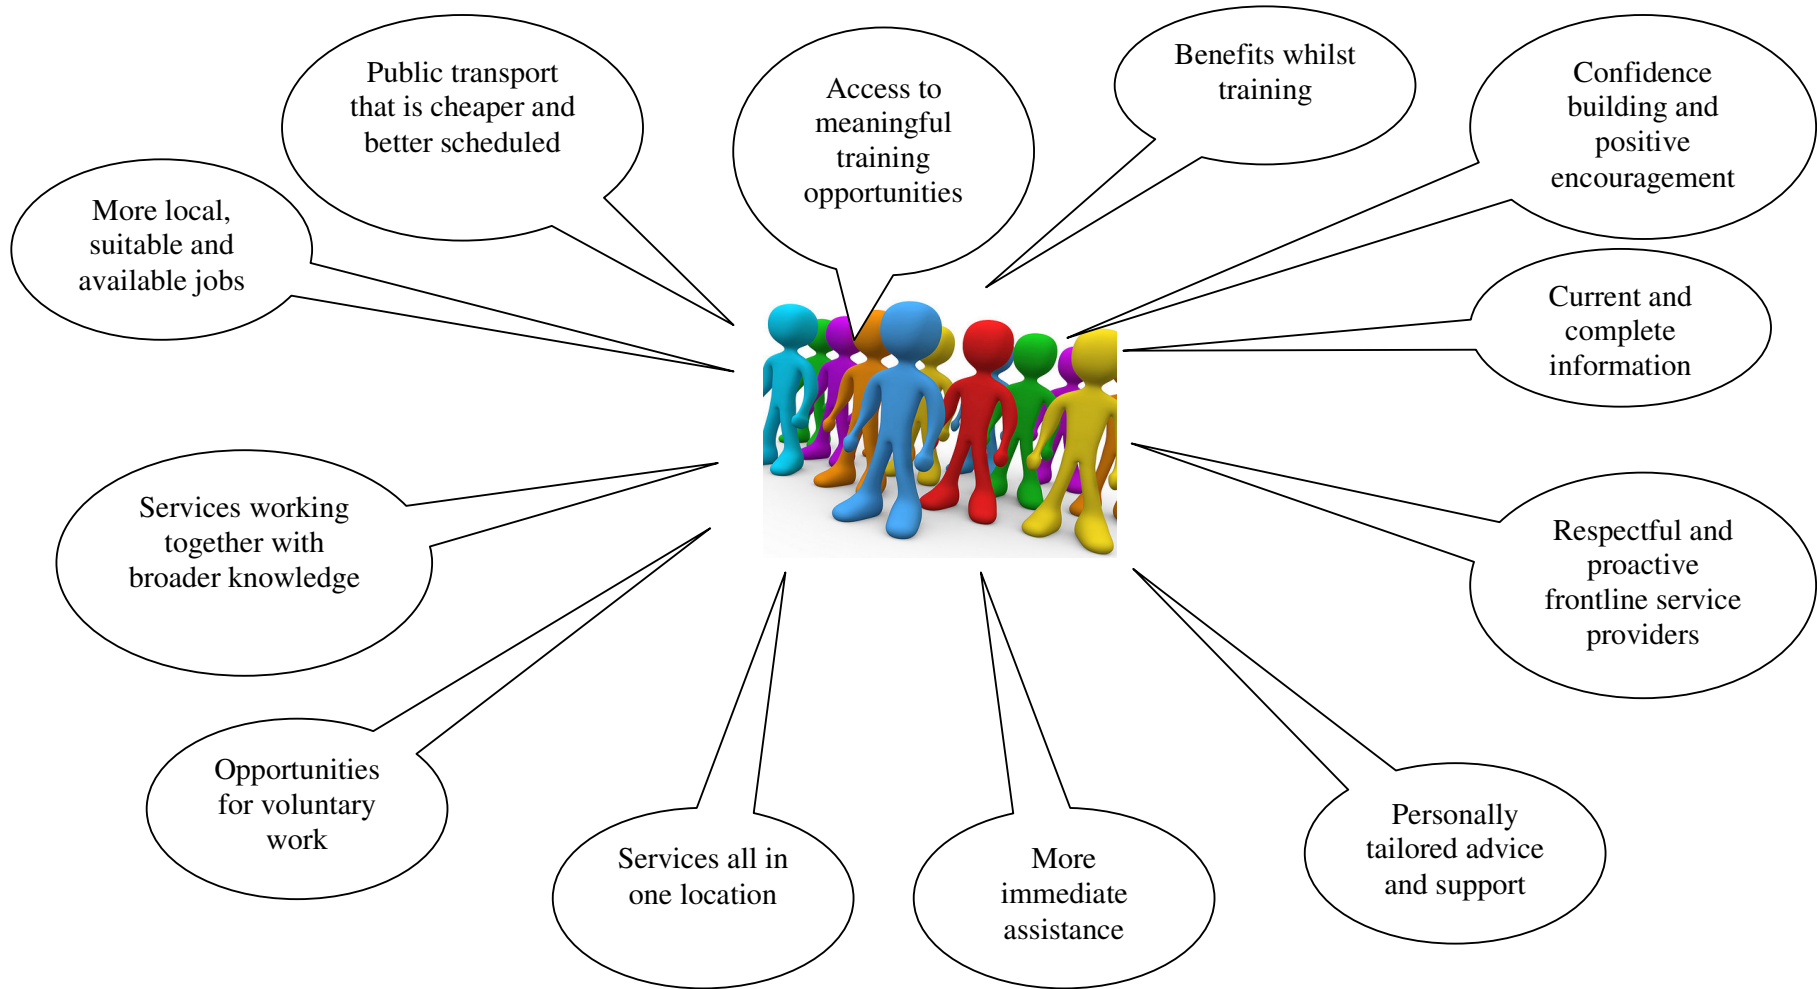 Public transport
that is cheaper and
better scheduled
Access to
meaningful
training
opportunities
Benefits whilst
training
Confidence
building and
positive
encouragement
More local,
suitable and
available jobs
Current and
complete
information
Services working
together with
broader knowledge
Respectful and
proactive
frontline service
providers
Opportunities
for voluntary
work
Services all in
one location
More
immediate
assistance
Personally
tailored advice
and support